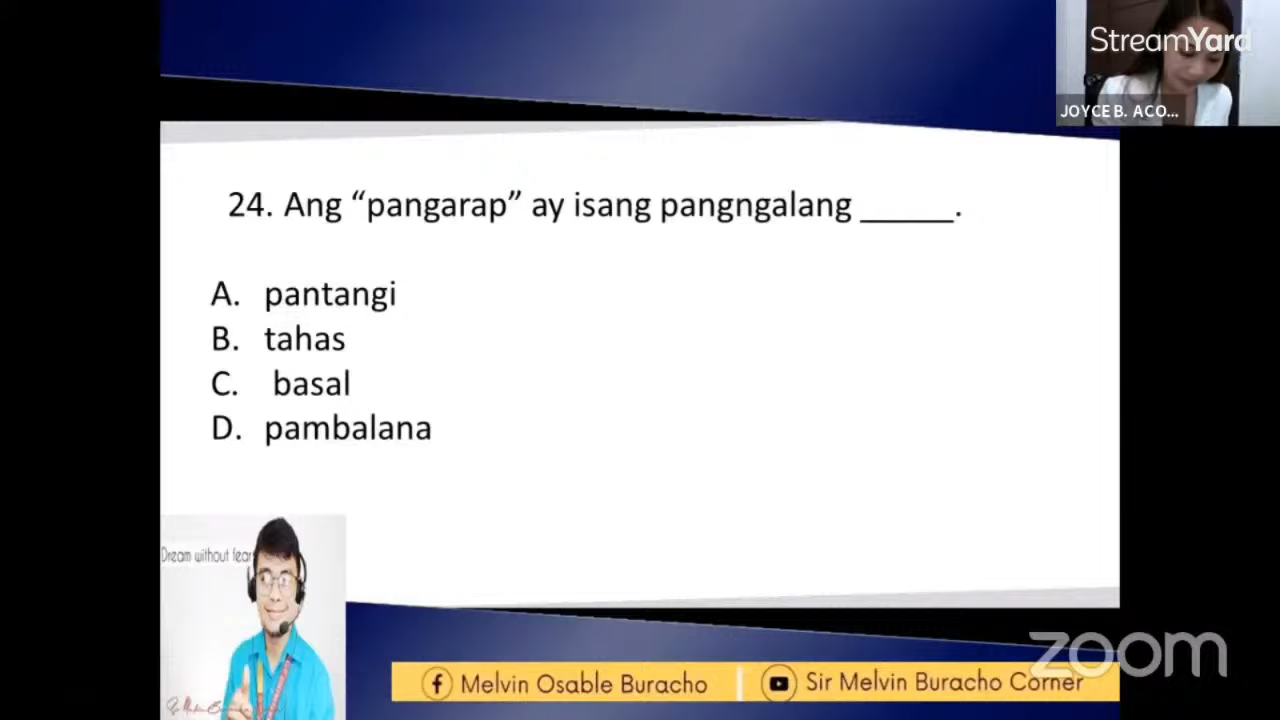 StreamYard
JOYCE B. ACO...
24. Ang “pangarap” ay isang pangngalang _____.
A. pantangi
B. tahas
C. basal
D. pambalana
Dream without fear
Melvin Osable Buracho
Sir Melvin Buracho Corner
zoom